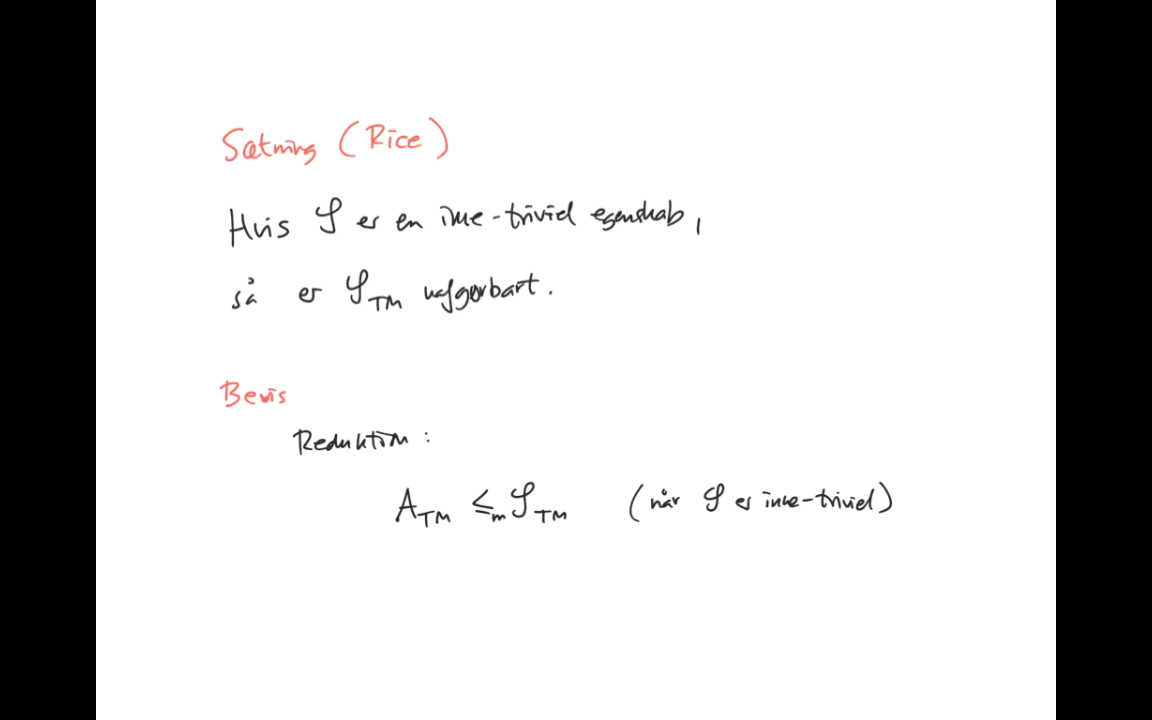 Sætning (Rice)
Hvis 𝒮 er en ikke-triviel egenskab,
så er 𝒮_TM uafgørbart.
Bevis
Reduktion:
A_TM ≤_m 𝒮_TM (når 𝒮 er ikke-triviel)